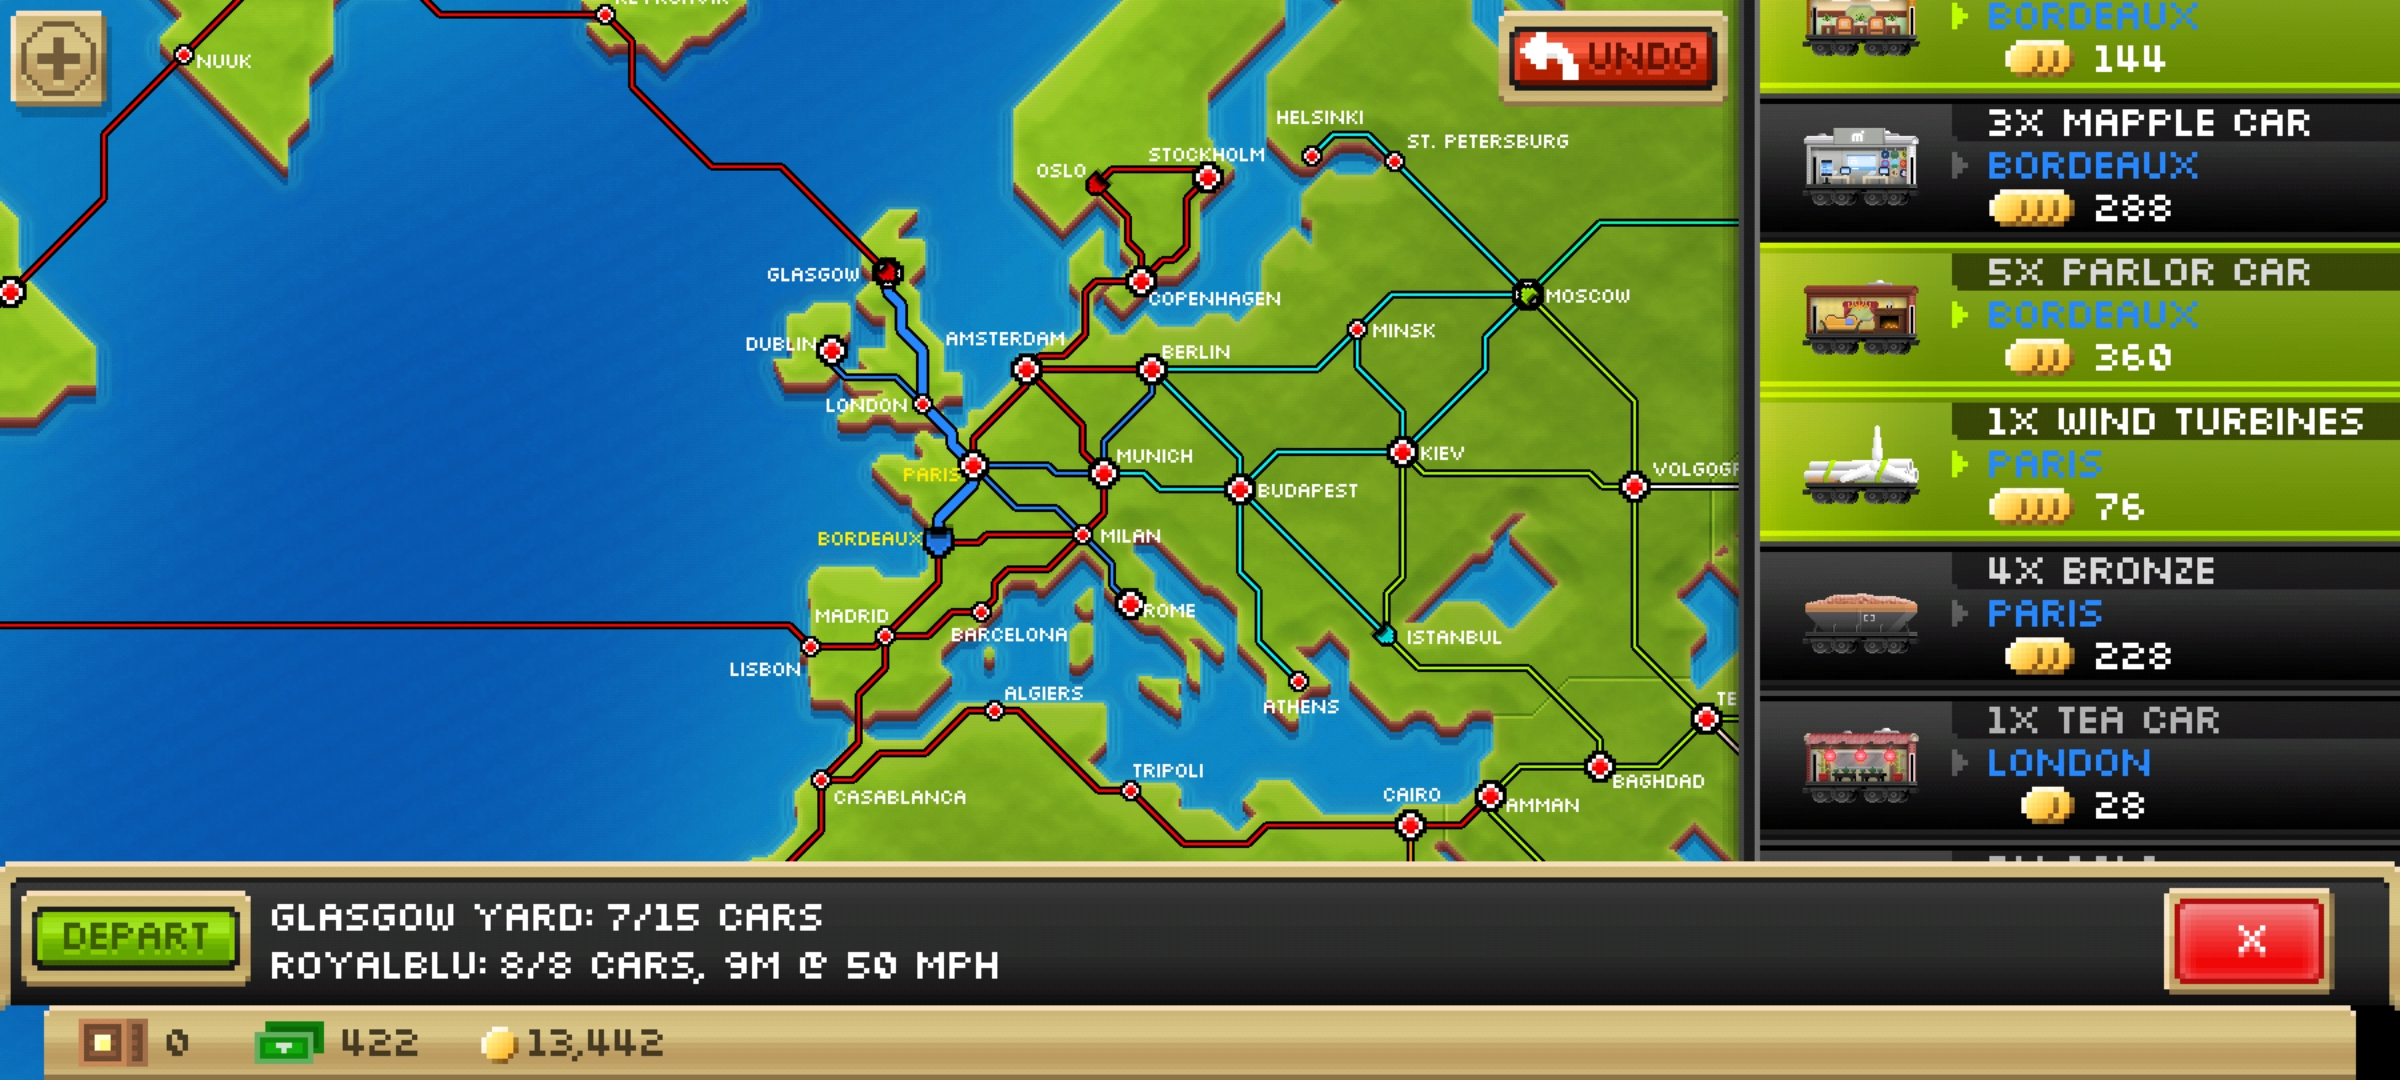 REYKJAVIK
NUUK
UNDO
HELSINKI
ST. PETERSBURG
STOCKHOLM
OSLO
GLASGOW
MOSCOW
COPENHAGEN
MINSK
DUBLIN
AMSTERDAM
BERLIN
LONDON
MUNICH
KIEV
PARIS
VOLGOGR
BUDAPEST
BORDEAUX
MILAN
MADRID
ROME
BARCELONA
ISTANBUL
LISBON
ALGIERS
ATHENS
TE
TRIPOLI
BAGHDAD
CASABLANCA
CAIRO
AMMAN
BORDEAUX
144
3X MAPPLE CAR
m
BORDEAUX
288
5X PARLOR CAR
BORDEAUX
360
1X WIND TURBINES
PARIS
76
4X BRONZE
PARIS
228
1X TEA CAR
LONDON
28
DEPART
GLASGOW YARD: 7/15 CARS
ROYALBLU: 8/8 CARS, 9M @ 50 MPH
X
0
422
13,442